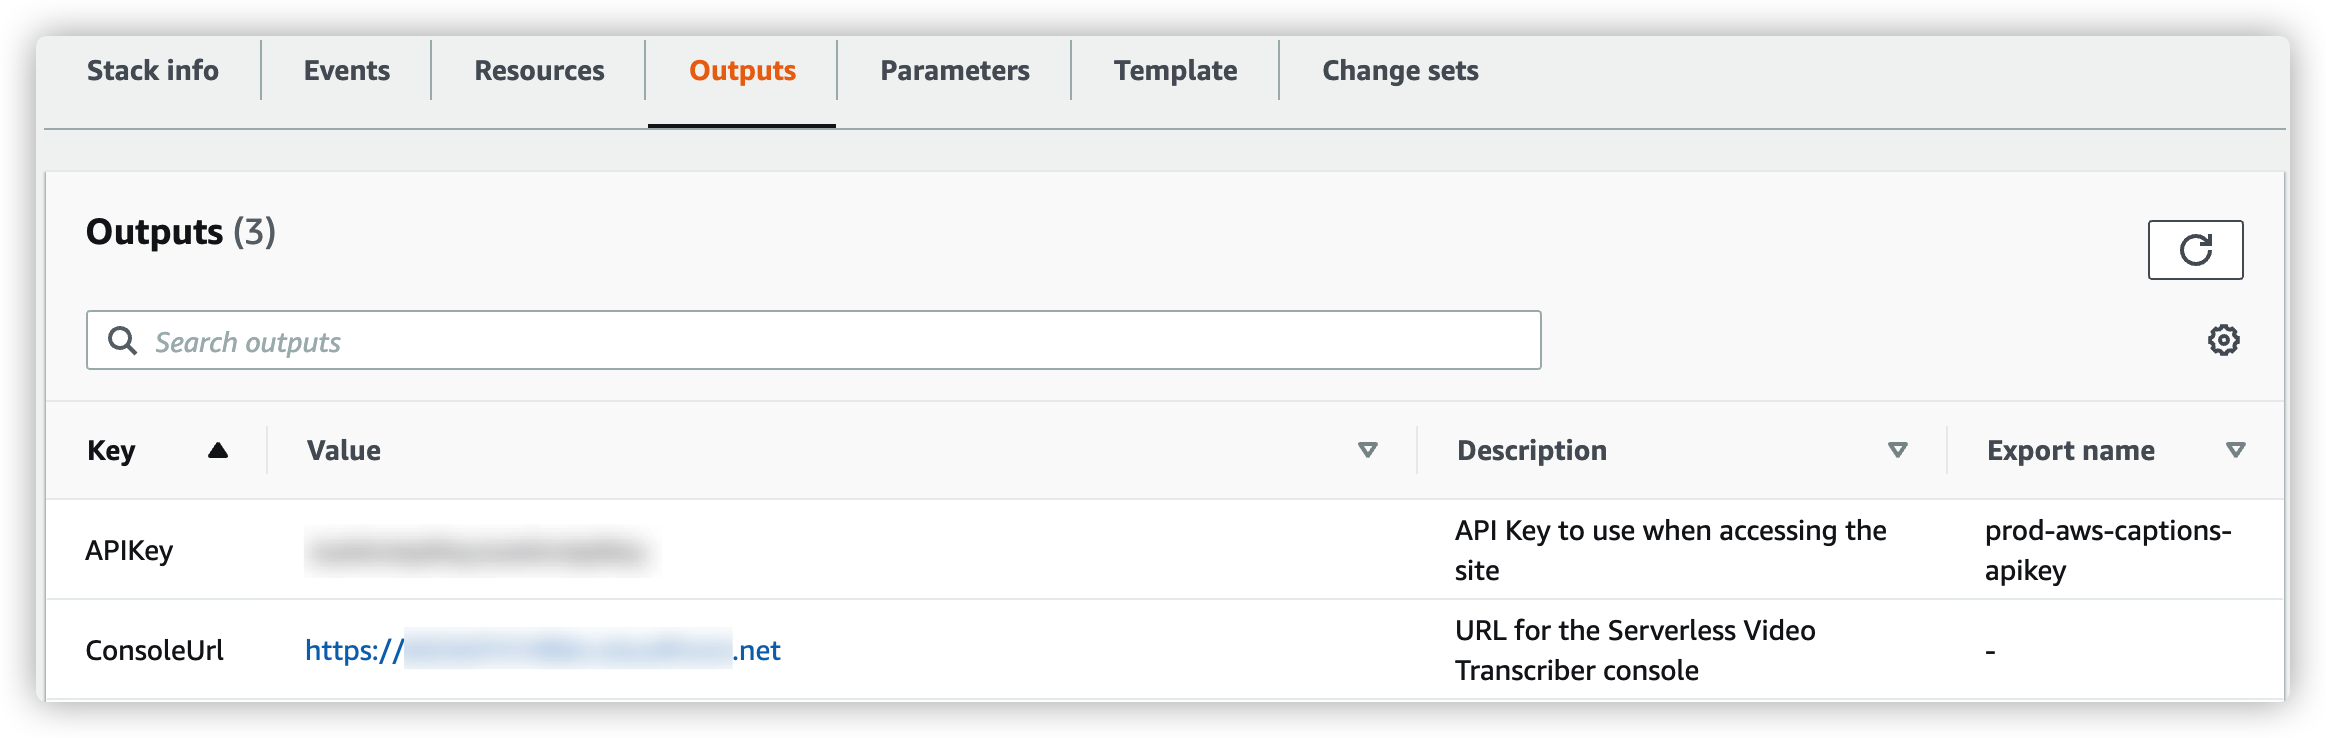 Stack info Events Resources Outputs Parameters Template Change sets
Outputs (3)
Search outputs
Key Value Description Export name
APIKey API Key to use when accessing the site prod-aws-captions-apikey
ConsoleUrl https:// .net URL for the Serverless Video Transcriber console -